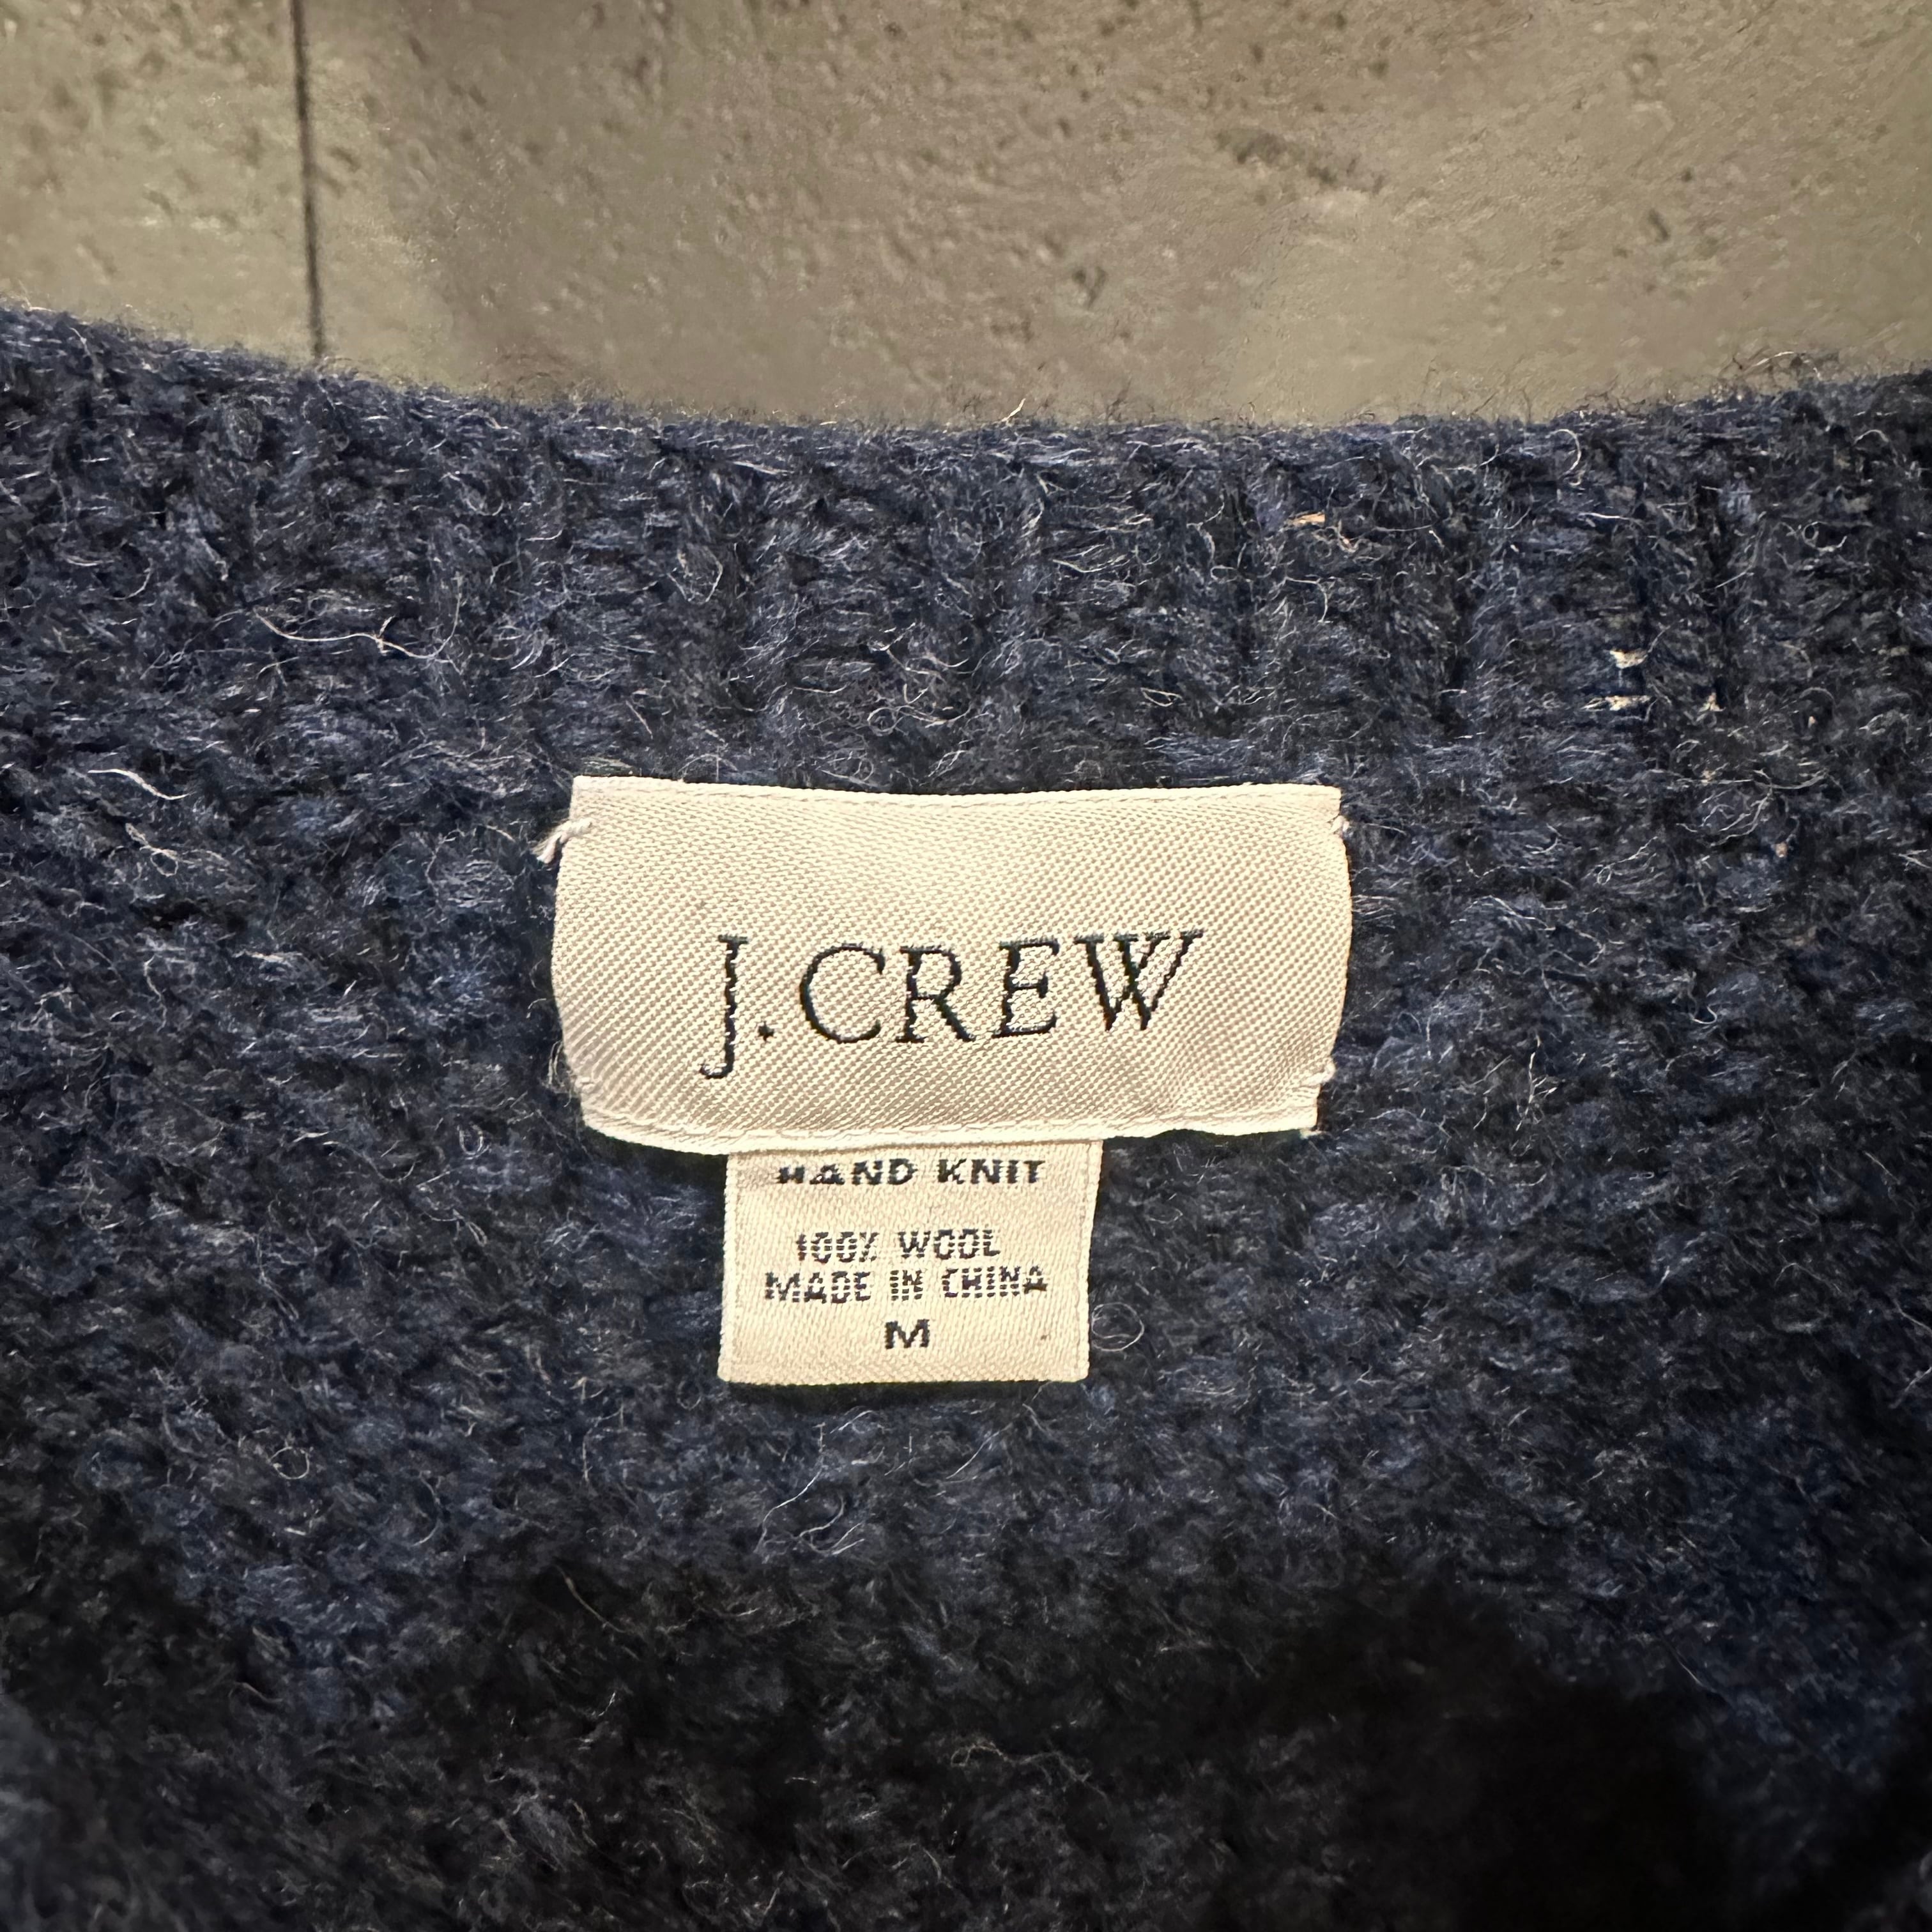 J.CREW
HAND KNIT
100% WOOL
MADE IN CHINA
M